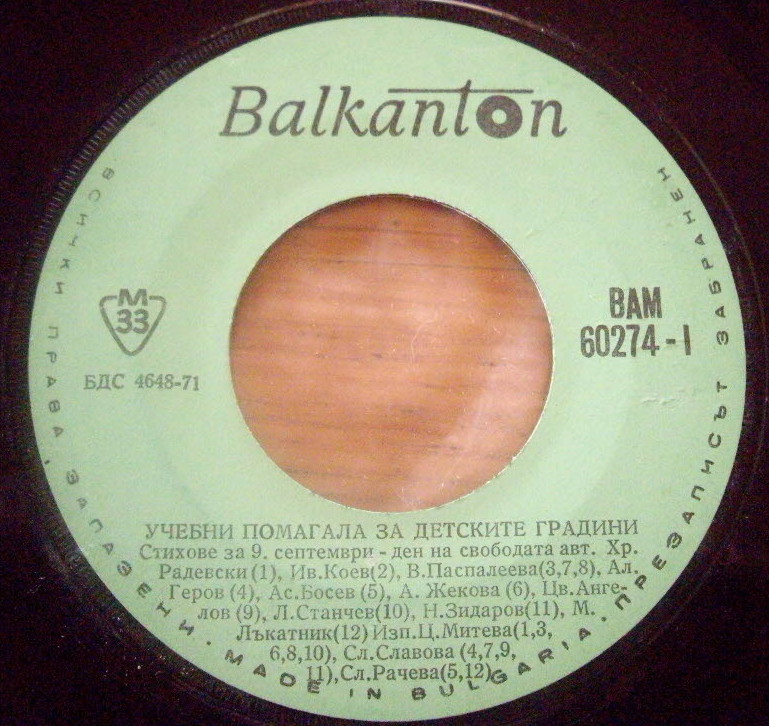 Balkanton
ВСИЧКИ ПРАВА ЗАПАЗЕНИ · MADE IN BULGARIA · ПРЕЗАПИСЪТ ЗАБРАНЕН
М
33
БДС 4648-71
ВАМ
60274-I
УЧЕБНИ ПОМАГАЛА ЗА ДЕТСКИТЕ ГРАДИНИ
Стихове за 9. септември - ден на свободата авт. Хр.
Радевски (1), Ив.Коев(2), В.Паспалеева(3,7,8), Ал.
Геров (4), Ас.Босев (5), А. Жекова (6), Цв.Анге-
лов (9), Л.Станчев(10), Н.Зидаров(11), М.
Лъкатник(12) Изп.Ц.Митева(1,3,
6,8,10), Сл.Славова (4,7,9,
11),Сл.Рачева(5,12)